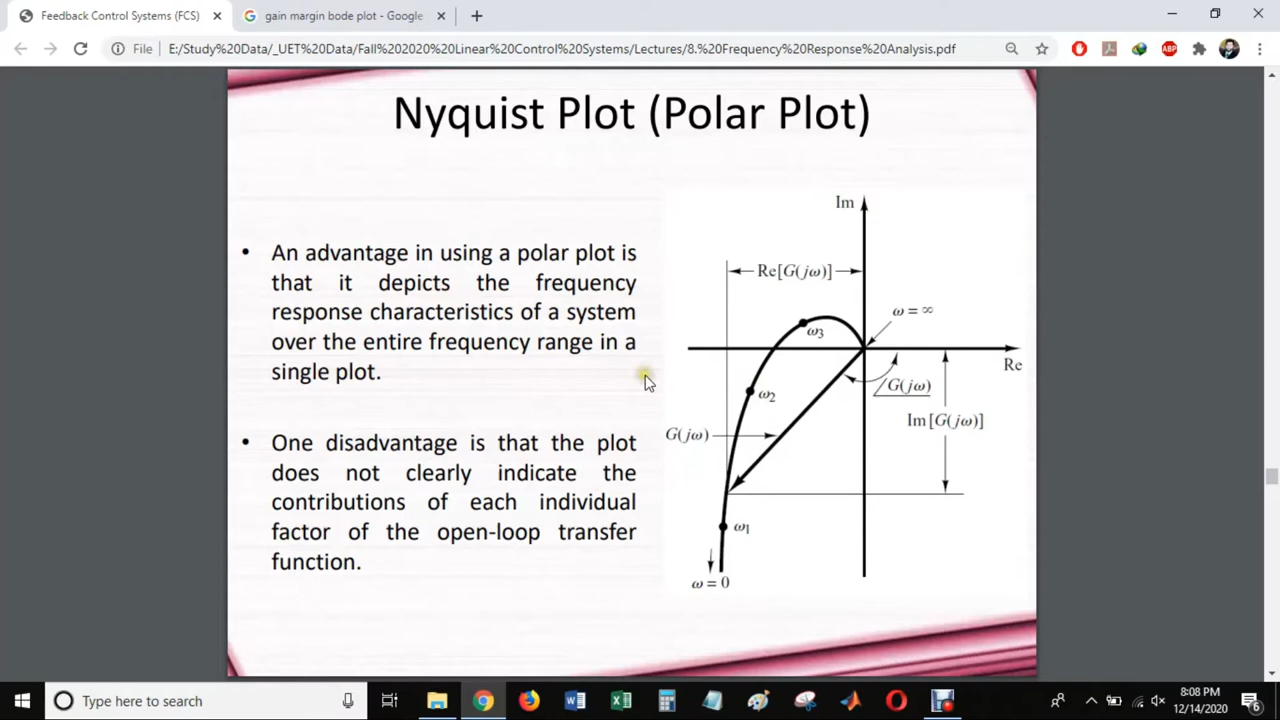 Feedback Control Systems (FCS)
gain margin bode plot - Google
File
E:/Study%20Data/_UET%20Data/Fall%202020%20Linear%20Control%20Systems/Lectures/8.%20Frequency%20Response%20Analysis.pdf
ABP
Nyquist Plot (Polar Plot)
• An advantage in using a polar plot is
that it depicts the frequency
response characteristics of a system
over the entire frequency range in a
single plot.
• One disadvantage is that the plot
does not clearly indicate the
contributions of each individual
factor of the open-loop transfer
function.
Im
Re[G(jω)]
ω = ∞
ω3
Re
∠G(jω)
ω2
Im[G(jω)]
G(jω)
ω1
ω = 0
Type here to search
8:08 PM
12/14/2020
6